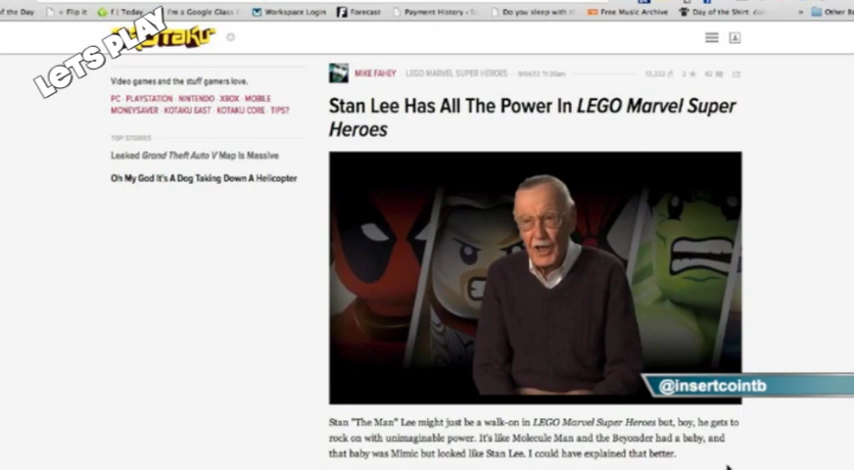 of the Day
Flip it
Today
I'm a Google Glass
Workspace Login
Forecast
Payment History
Do you sleep with
Free Music Archive
Day of the Shirt:
Other
LETS PLAY
KOTAKU
Video games and the stuff gamers love.
PC · PLAYSTATION · NINTENDO · XBOX · MOBILE
MONEYSAVER · KOTAKU EAST · KOTAKU CORE · TIPS?
TOP STORIES
Leaked Grand Theft Auto V Map Is Massive
Oh My God It's A Dog Taking Down A Helicopter
MIKE FAHEY · LEGO MARVEL SUPER HEROES
Stan Lee Has All The Power In LEGO Marvel Super
Heroes
@insertcointb
Stan "The Man" Lee might just be a walk-on in LEGO Marvel Super Heroes but, boy, he gets to
rock on with unimaginable power. It's like Molecule Man and the Beyonder had a baby, and
that baby was Mimic but looked like Stan Lee. I could have explained that better.